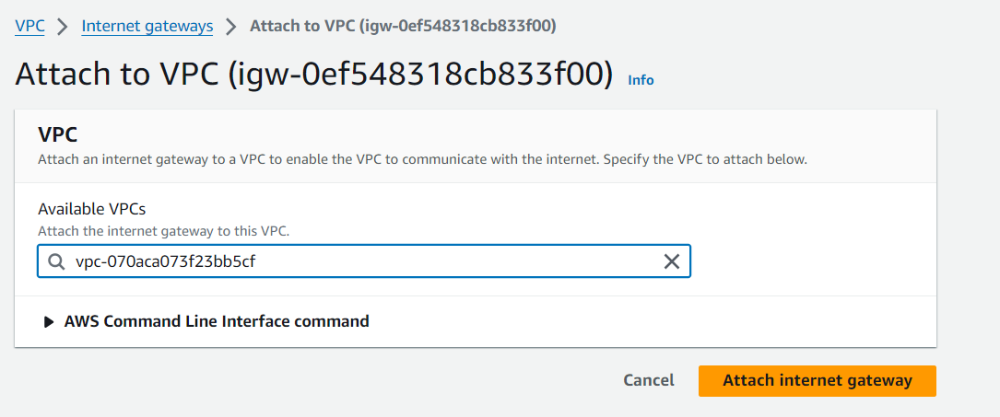 VPC > Internet gateways > Attach to VPC (igw-0ef548318cb833f00)
Attach to VPC (igw-0ef548318cb833f00) Info
VPC
Attach an internet gateway to a VPC to enable the VPC to communicate with the internet. Specify the VPC to attach below.
Available VPCs
Attach the internet gateway to this VPC.
vpc-070aca073f23bb5cf
AWS Command Line Interface command
Cancel Attach internet gateway